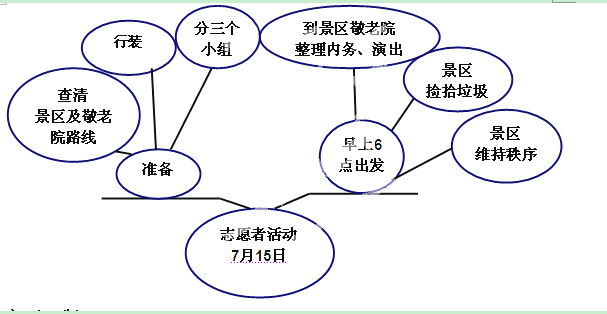 行装
分三个
小组
到景区敬老院
整理内务、演出
景区
捡拾垃圾
查清
景区及敬老
院路线
准备
早上6
点出发
景区
维持秩序
志愿者活动
7月15日